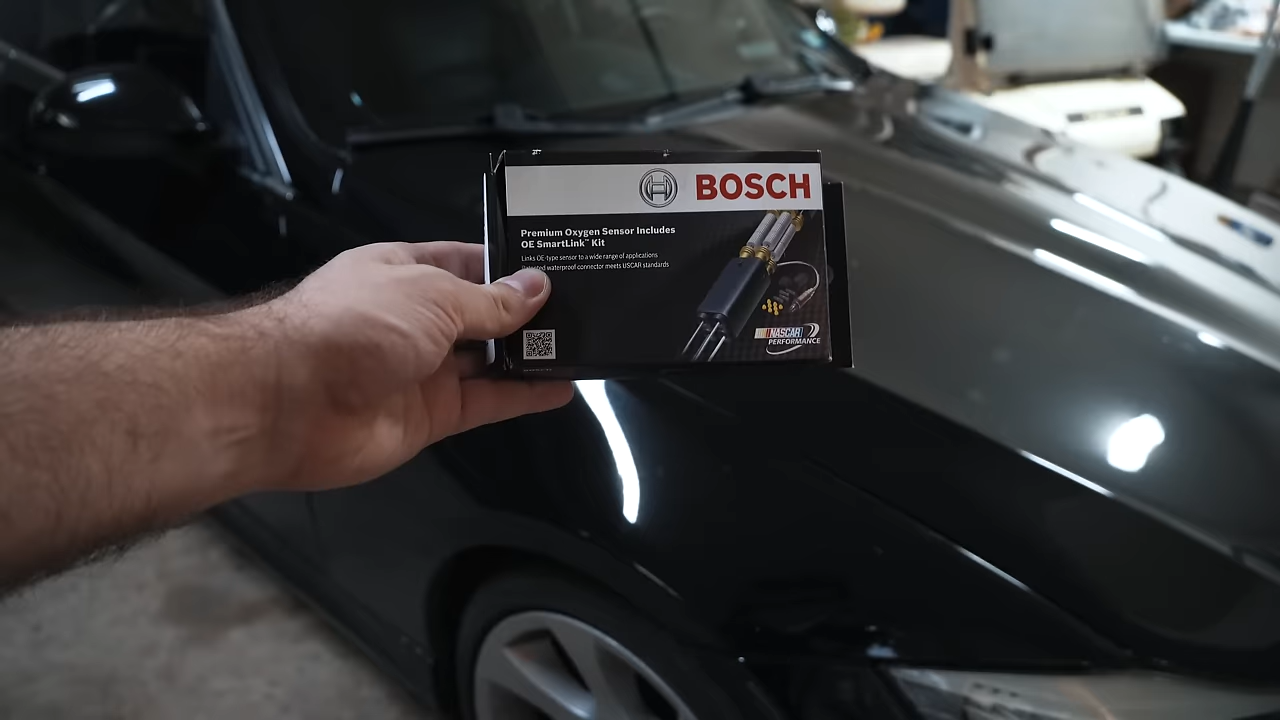 BOSCH
Premium Oxygen Sensor Includes
OE SmartLink™ Kit
Links OE-type sensor to a wide range of applications
waterproof connector meets USCAR standards
NASCAR
PERFORMANCE